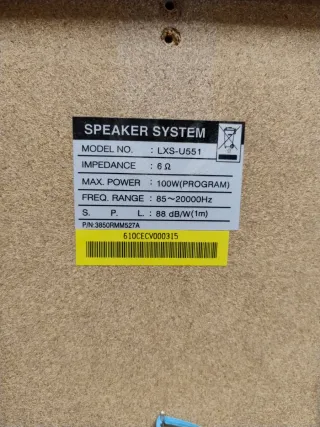 SPEAKER SYSTEM
MODEL NO. : LXS-U551
IMPEDANCE : 6 Ω
MAX. POWER : 100W(PROGRAM)
FREQ. RANGE : 85~20000Hz
S. P. L. : 88 dB/W(1m)
P/N:3850RMM527A
610CECV000315